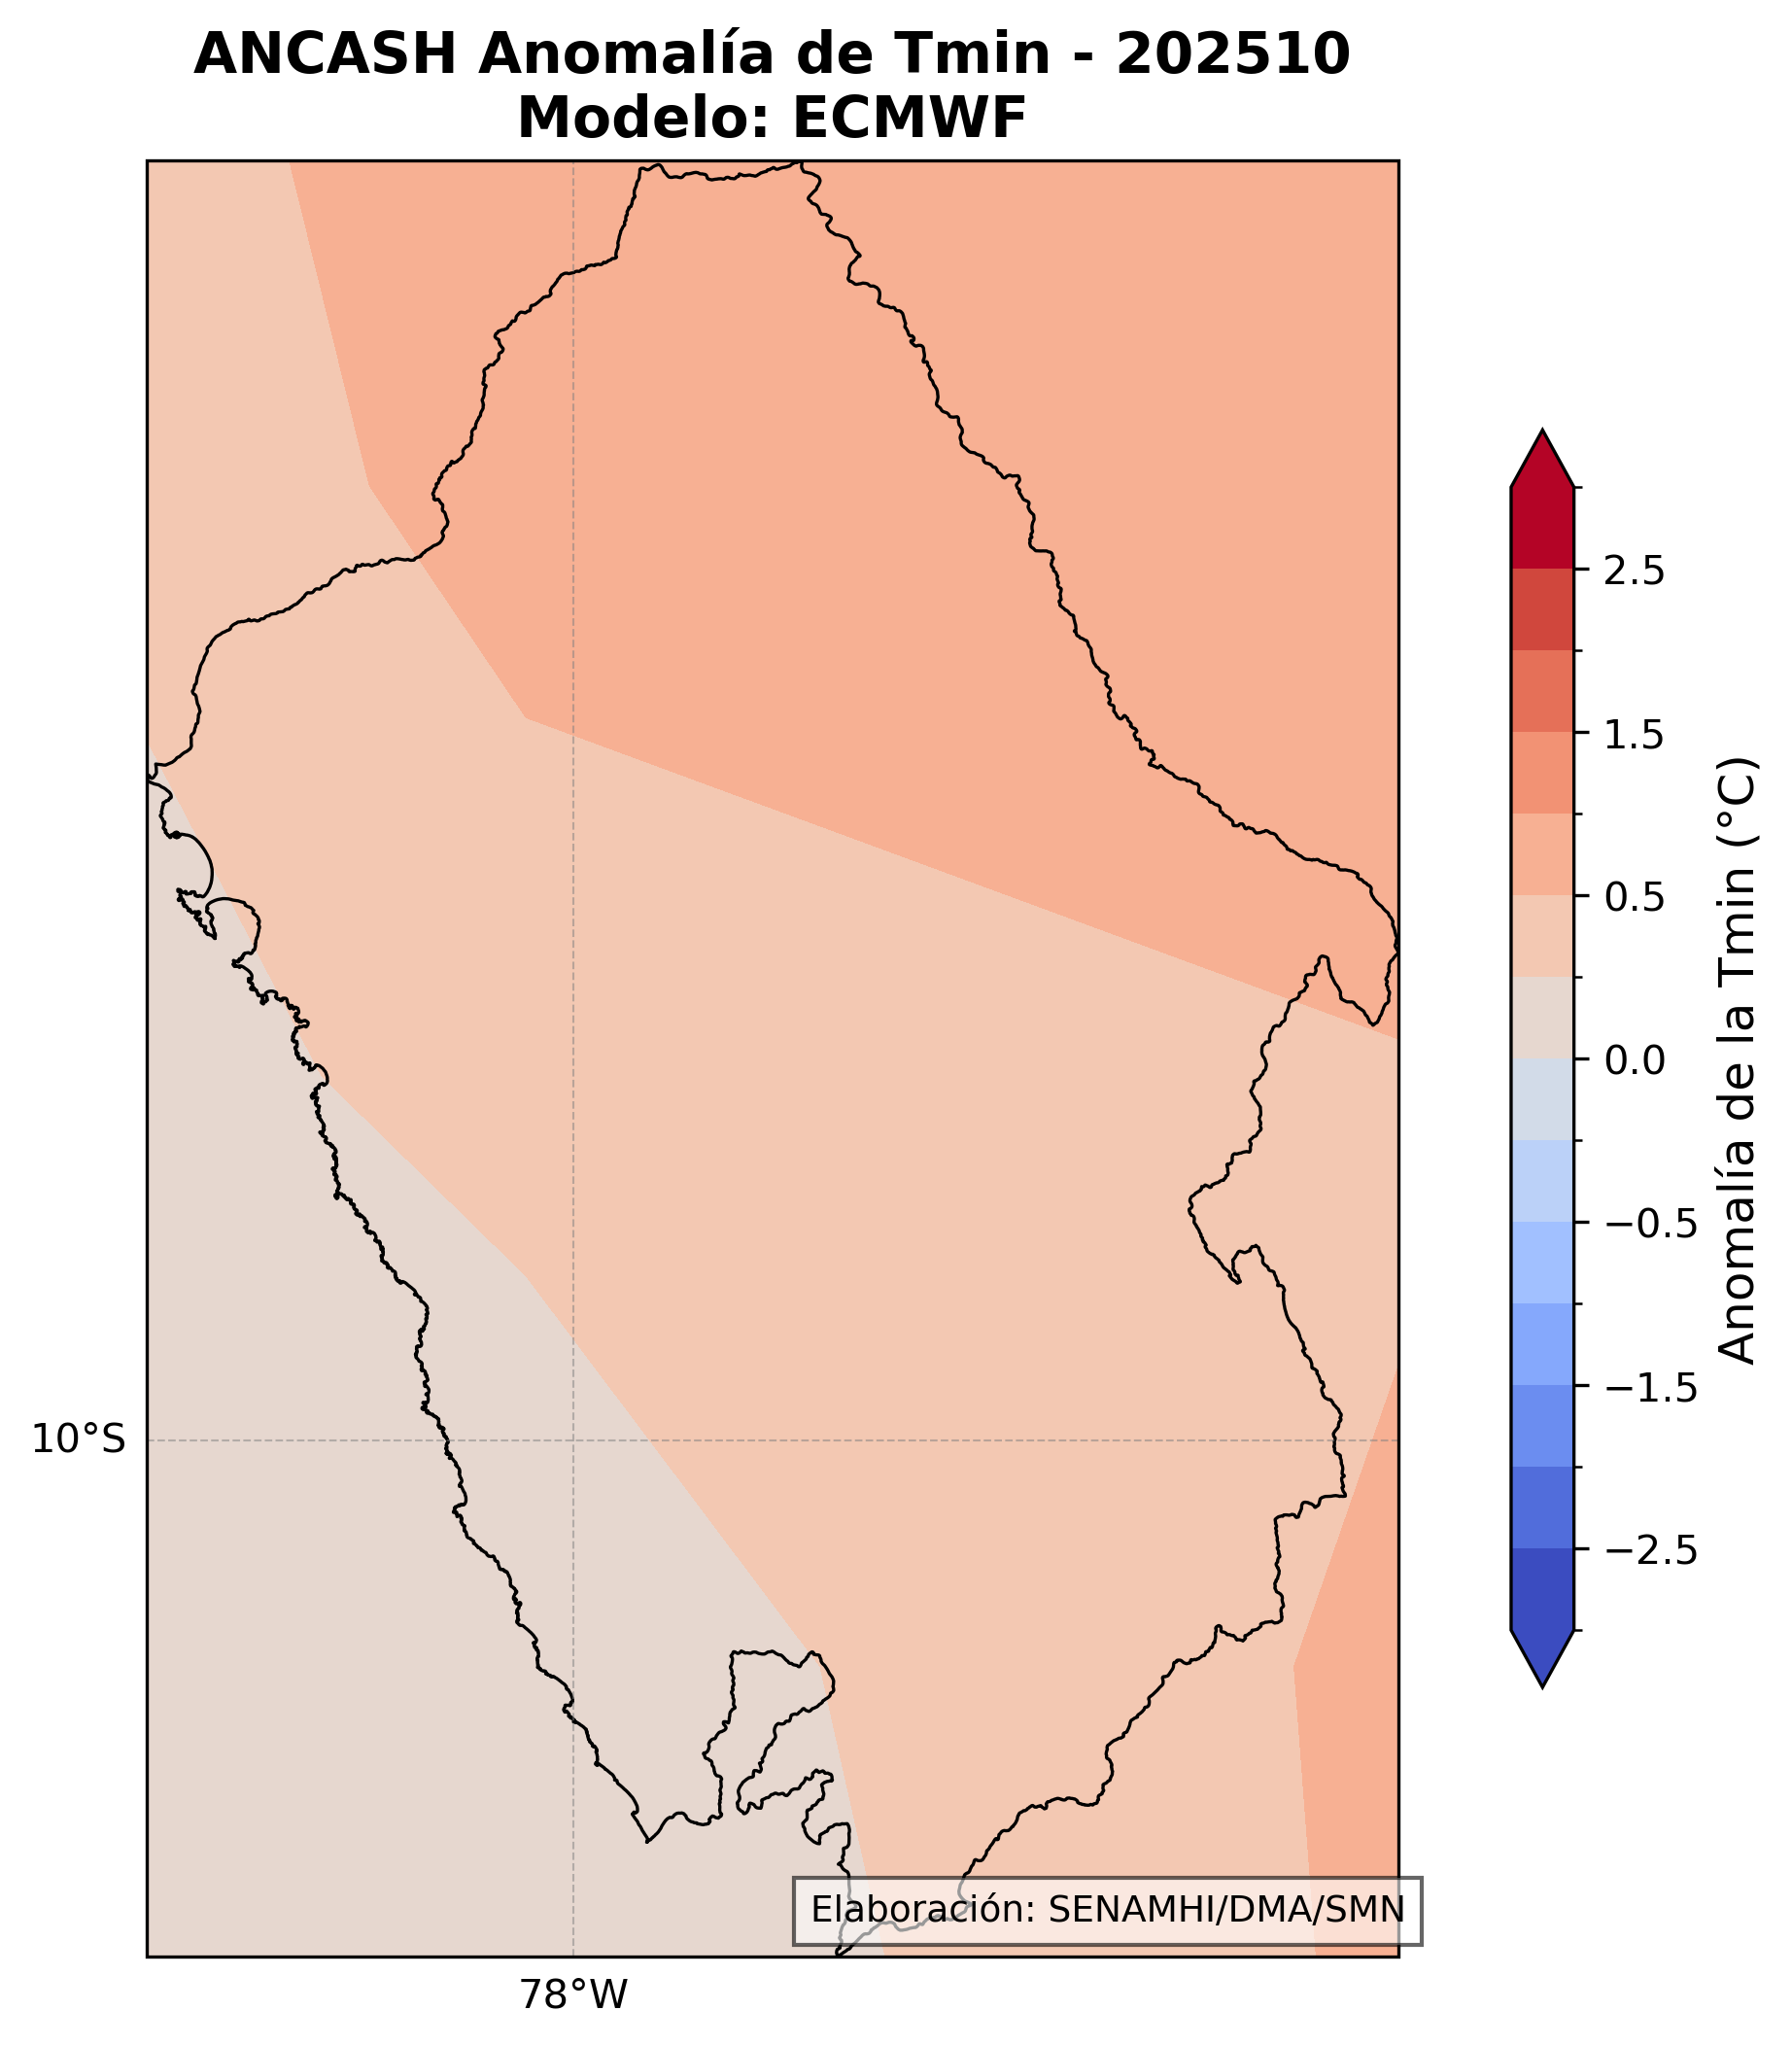 ANCASH Anomalía de Tmin - 202510
Modelo: ECMWF
2.5
1.5
0.5
0.0
−0.5
−1.5
−2.5
Anomalía de la Tmin (°C)
10°S
78°W
Elaboración: SENAMHI/DMA/SMN